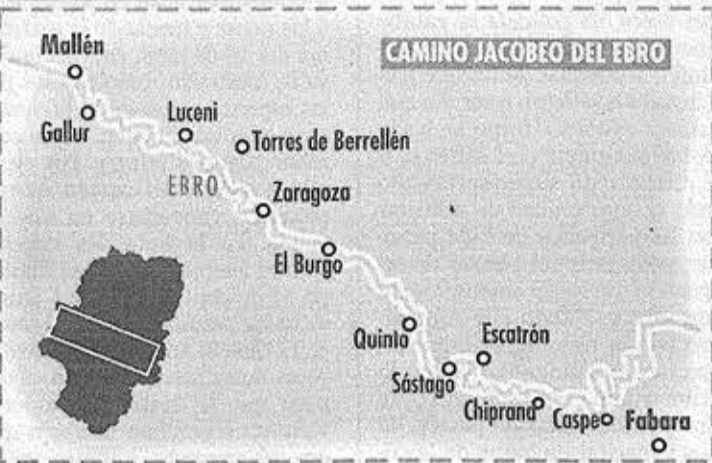 CAMINO JACOBEO DEL EBRO
Mallén
Gallur
Luceni
Torres de Berrellén
EBRO
Zaragoza
El Burgo
Quinto
Escatrón
Sástago
Chiprana
Caspe
Fabara